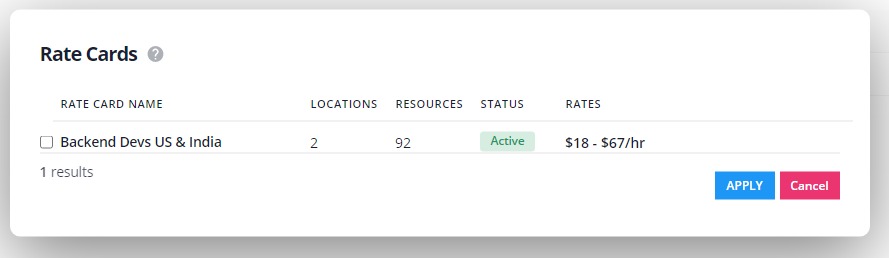 Rate Cards ?
RATE CARD NAME LOCATIONS RESOURCES STATUS RATES
Backend Devs US & India 2 92 Active $18 - $67/hr
1 results
APPLY Cancel